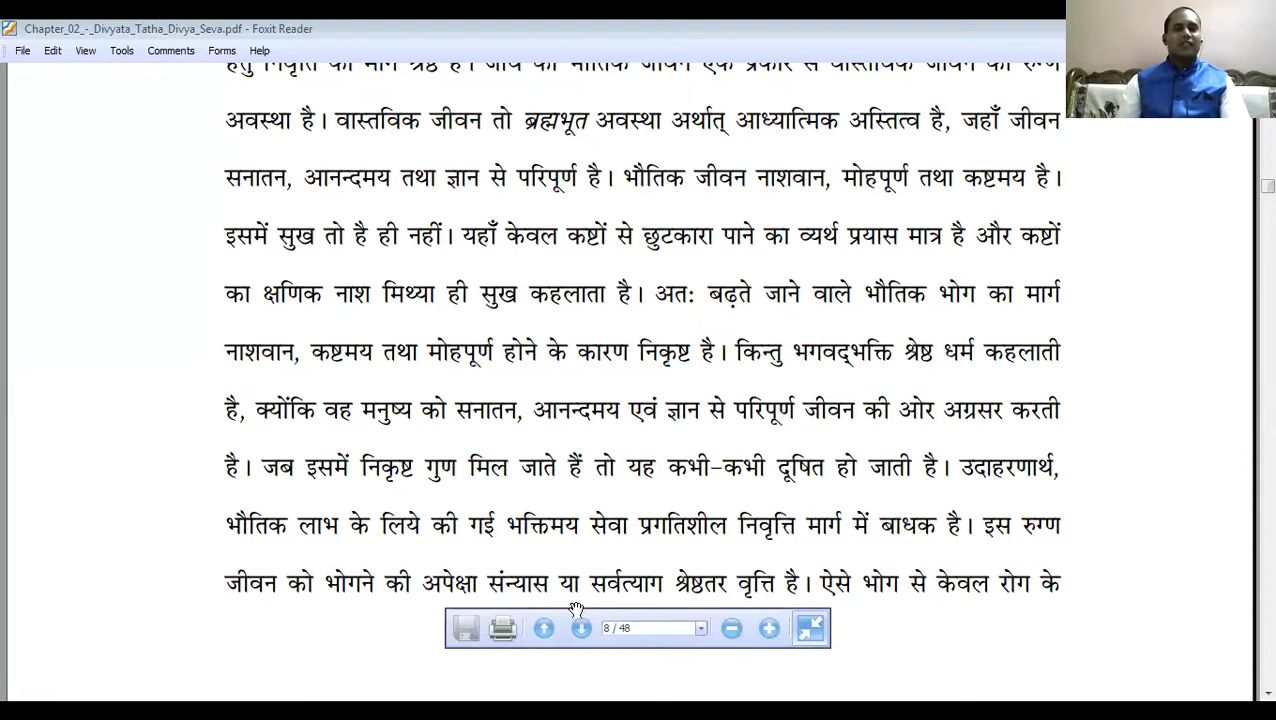 Chapter_02_-_Divyata_Tatha_Divya_Seva.pdf - Foxit Reader
File Edit View Tools Comments Forms Help
हेतु निवृत्ति का मार्ग श्रेष्ठ है। जीव का भौतिक जीवन एक प्रकार से वास्तविक जीवन की रुग्ण
अवस्था है। वास्तविक जीवन तो ब्रह्मभूत अवस्था अर्थात् आध्यात्मिक अस्तित्व है, जहाँ जीवन
सनातन, आनन्दमय तथा ज्ञान से परिपूर्ण है। भौतिक जीवन नाशवान, मोहपूर्ण तथा कष्टमय है।
इसमें सुख तो है ही नहीं। यहाँ केवल कष्टों से छुटकारा पाने का व्यर्थ प्रयास मात्र है और कष्टों
का क्षणिक नाश मिथ्या ही सुख कहलाता है। अत: बढ़ते जाने वाले भौतिक भोग का मार्ग
नाशवान, कष्टमय तथा मोहपूर्ण होने के कारण निकृष्ट है। किन्तु भगवद्भक्ति श्रेष्ठ धर्म कहलाती
है, क्योंकि वह मनुष्य को सनातन, आनन्दमय एवं ज्ञान से परिपूर्ण जीवन की ओर अग्रसर करती
है। जब इसमें निकृष्ट गुण मिल जाते हैं तो यह कभी-कभी दूषित हो जाती है। उदाहरणार्थ,
भौतिक लाभ के लिये की गई भक्तिमय सेवा प्रगतिशील निवृत्ति मार्ग में बाधक है। इस रुग्ण
जीवन को भोगने की अपेक्षा संन्यास या सर्वत्याग श्रेष्ठतर वृत्ति है। ऐसे भोग से केवल रोग के
8 / 48